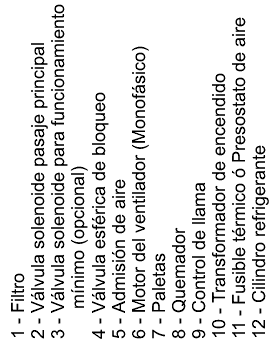 1 - Filtro
2 - Válvula solenoide pasaje principal
3 - Válvula solenoide para funcionamiento
mínimo (opcional)
4 - Válvula esférica de bloqueo
5 - Admisión de aire
6 - Motor del ventilador (Monofásico)
7 - Paletas
8 - Quemador
9 - Control de llama
10 - Transformador de encendido
11 - Fusible térmico ó Presostato de aire
12 - Cilindro refrigerante